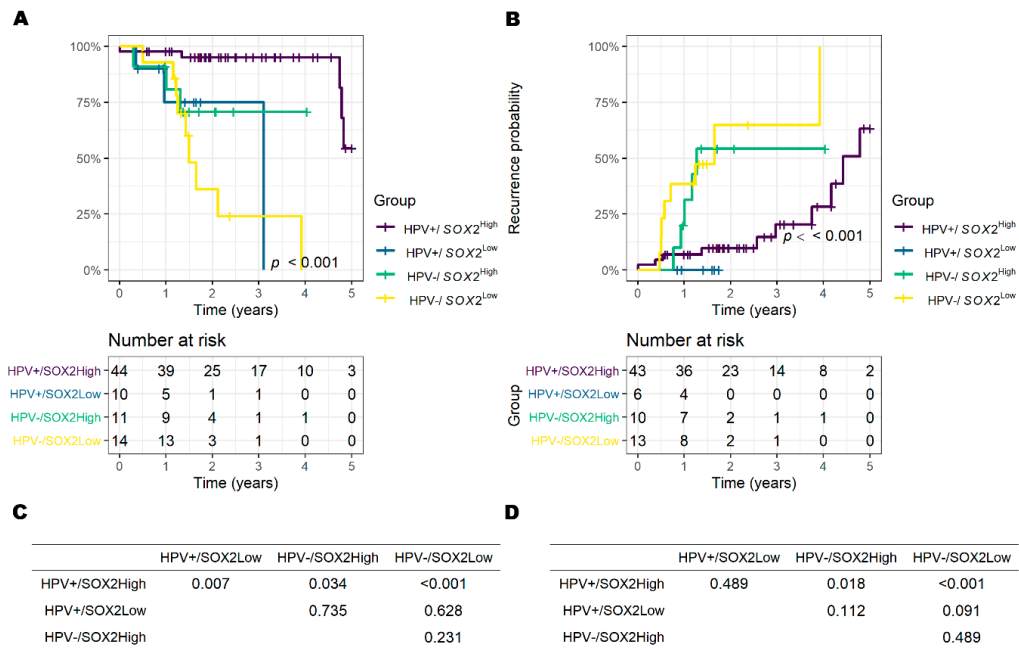 A
100%
75%
50%
25%
0%
p < 0.001
0 1 2 3 4 5
Time (years)
Group
HPV+/ SOX2High
HPV+/ SOX2Low
HPV-/ SOX2High
HPV-/ SOX2Low
Number at risk
HPV+/SOX2High 44 39 25 17 10 3
HPV+/SOX2Low 10 5 1 1 0 0
HPV-/SOX2High 11 9 4 1 1 0
HPV-/SOX2Low 14 13 3 1 0 0
0 1 2 3 4 5
Time (years)
B
Recurrence probability
100%
75%
50%
25%
0%
p < < 0.001
0 1 2 3 4 5
Time (years)
Group
HPV+/ SOX2High
HPV+/ SOX2Low
HPV-/ SOX2High
HPV-/ SOX2Low
Number at risk
Group
HPV+/SOX2High 43 36 23 14 8 2
HPV+/SOX2Low 6 4 0 0 0 0
HPV-/SOX2High 10 7 2 1 1 0
HPV-/SOX2Low 13 8 2 1 0 0
0 1 2 3 4 5
Time (years)
C
HPV+/SOX2Low HPV-/SOX2High HPV-/SOX2Low
HPV+/SOX2High 0.007 0.034 <0.001
HPV+/SOX2Low 0.735 0.628
HPV-/SOX2High 0.231
D
HPV+/SOX2Low HPV-/SOX2High HPV-/SOX2Low
HPV+/SOX2High 0.489 0.018 <0.001
HPV+/SOX2Low 0.112 0.091
HPV-/SOX2High 0.489